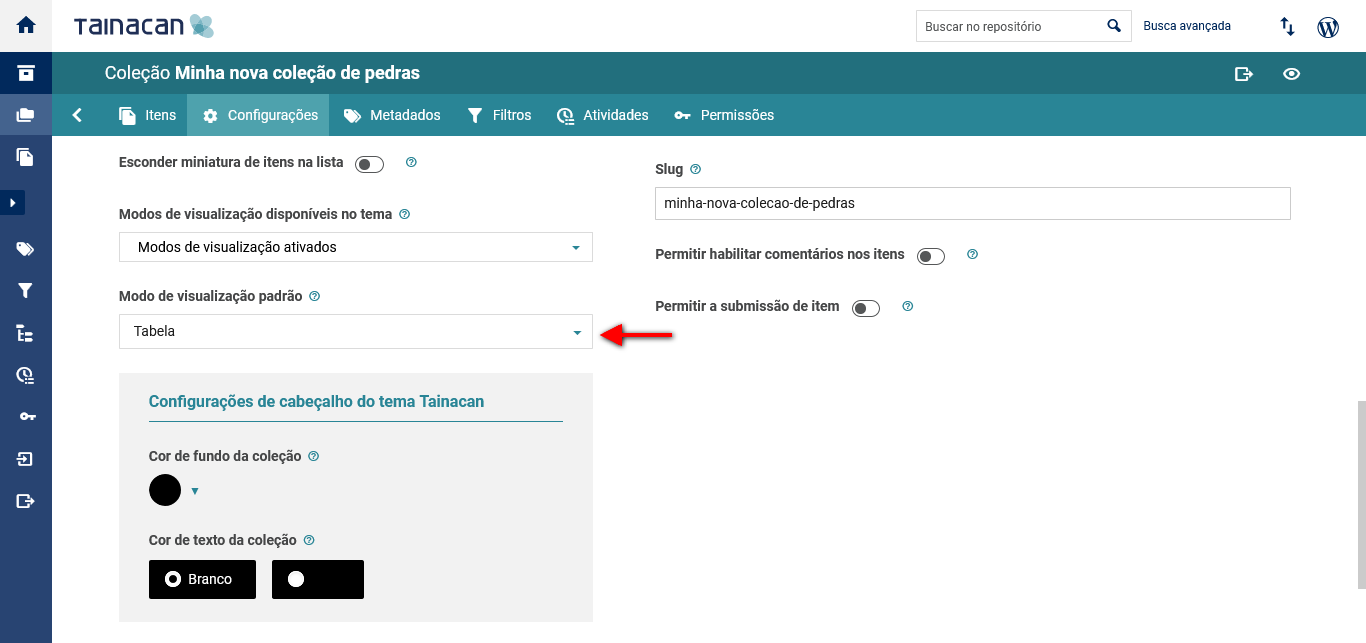 TAINACAN
Buscar no repositório
Busca avançada
Coleção Minha nova coleção de pedras
Itens
Configurações
Metadados
Filtros
Atividades
Permissões
Esconder miniatura de itens na lista
Modos de visualização disponíveis no tema
Modos de visualização ativados
Modo de visualização padrão
Tabela
Configurações de cabeçalho do tema Tainacan
Cor de fundo da coleção
Cor de texto da coleção
Branco
Slug
minha-nova-colecao-de-pedras
Permitir habilitar comentários nos itens
Permitir a submissão de item